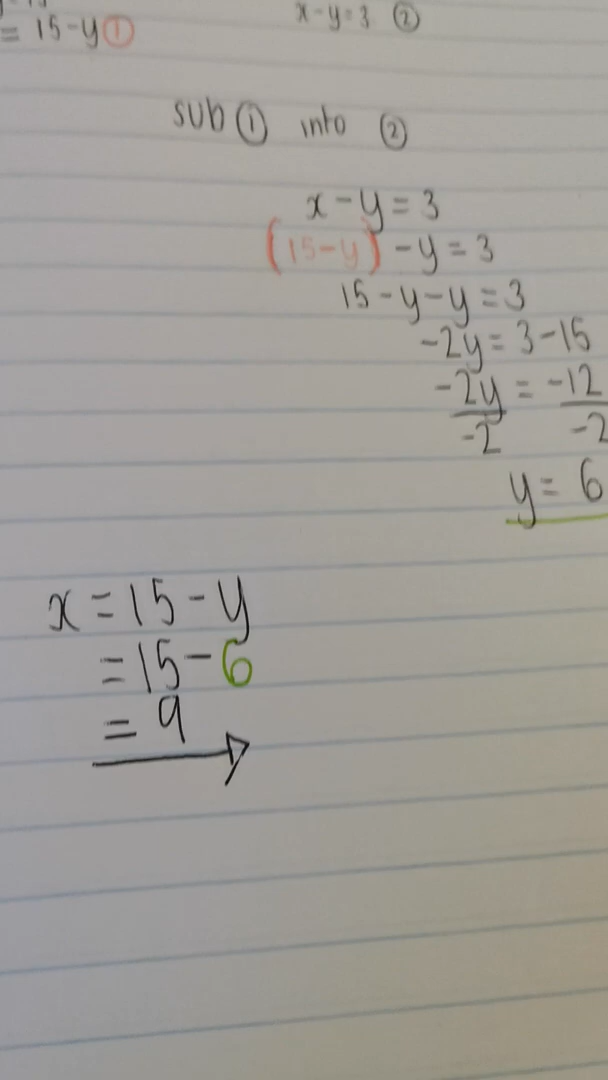 = 15-y ①
x-y=3 ②
sub ① into ②
x-y=3
(15-y)-y=3
15-y-y=3
-2y=3-15
-2y = -12
-2 -2
y= 6
x=15-y
=15-6
= 9